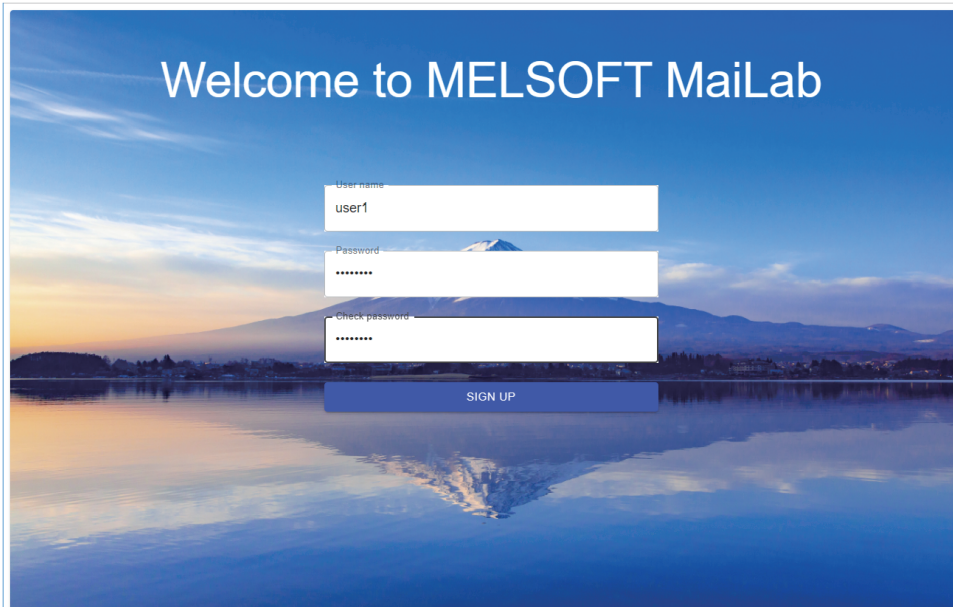 Welcome to MELSOFT MaiLab
User name
user1
Password
••••••••
Check password
••••••••
SIGN UP